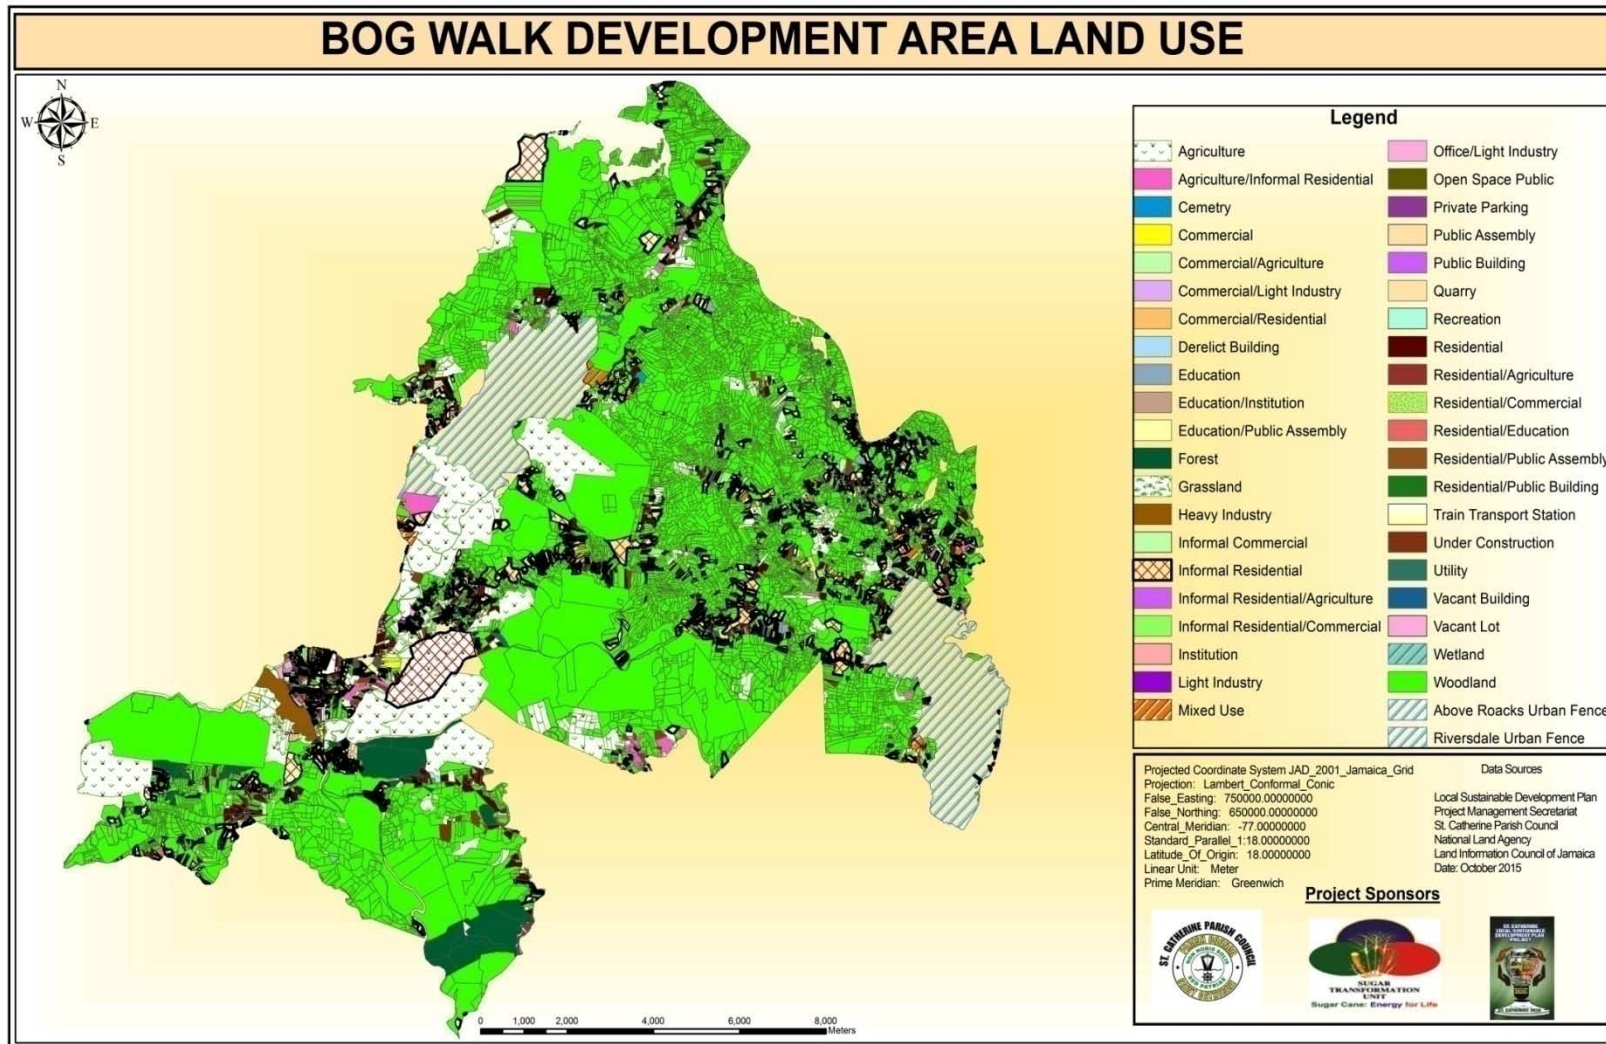 BOG WALK DEVELOPMENT AREA LAND USE
N
W E
S
Legend
Agriculture
Agriculture/Informal Residential
Cemetry
Commercial
Commercial/Agriculture
Commercial/Light Industry
Commercial/Residential
Derelict Building
Education
Education/Institution
Education/Public Assembly
Forest
Grassland
Heavy Industry
Informal Commercial
Informal Residential
Informal Residential/Agriculture
Informal Residential/Commercial
Institution
Light Industry
Mixed Use
Office/Light Industry
Open Space Public
Private Parking
Public Assembly
Public Building
Quarry
Recreation
Residential
Residential/Agriculture
Residential/Commercial
Residential/Education
Residential/Public Assembly
Residential/Public Building
Train Transport Station
Under Construction
Utility
Vacant Building
Vacant Lot
Wetland
Woodland
Above Roacks Urban Fence
Riversdale Urban Fence
Projected Coordinate System JAD_2001_Jamaica_Grid
Projection: Lambert_Conformal_Conic
False_Easting: 750000.00000000
False_Northing: 650000.00000000
Central_Meridian: -77.00000000
Standard_Parallel_1:18.00000000
Latitude_Of_Origin: 18.00000000
Linear Unit: Meter
Prime Meridian: Greenwich
Data Sources
Local Sustainable Development Plan
Project Management Secretariat
St. Catherine Parish Council
National Land Agency
Land Information Council of Jamaica
Date: October 2015
Project Sponsors
ST. CATHERINE PARISH COUNCIL
SUGAR
TRANSFORMATION
UNIT
Sugar Cane: Energy for Life
ST. CATHERINE
LOCAL SUSTAINABLE
DEVELOPMENT PLAN
PROJECT
0 1,000 2,000 4,000 6,000 8,000
Meters